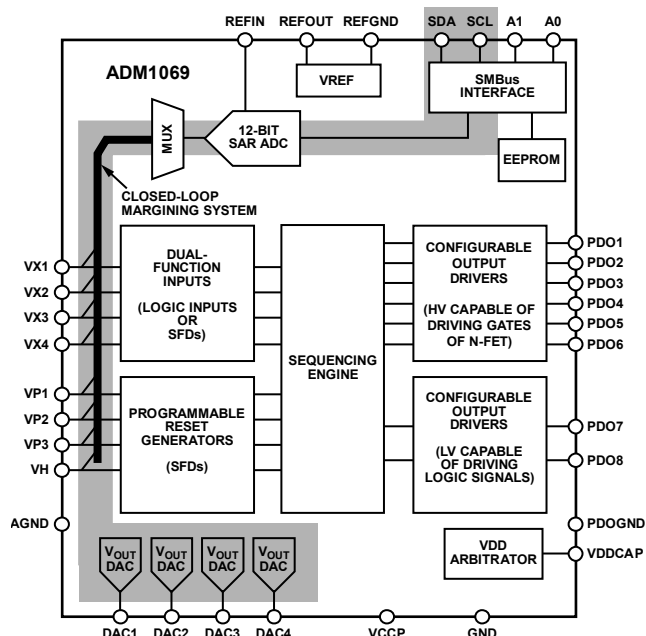 REFIN REFOUT REFGND SDA SCL A1 A0
ADM1069
VREF
SMBus
INTERFACE
MUX
12-BIT
SAR ADC
EEPROM
CLOSED-LOOP
MARGINING SYSTEM
VX1
VX2
VX3
VX4
VP1
VP2
VP3
VH
AGND
DUAL-
FUNCTION
INPUTS
(LOGIC INPUTS
OR
SFDs)
PROGRAMMABLE
RESET
GENERATORS
(SFDs)
SEQUENCING
ENGINE
CONFIGURABLE
OUTPUT
DRIVERS
(HV CAPABLE OF
DRIVING GATES
OF N-FET)
CONFIGURABLE
OUTPUT
DRIVERS
(LV CAPABLE
OF DRIVING
LOGIC SIGNALS)
PDO1
PDO2
PDO3
PDO4
PDO5
PDO6
PDO7
PDO8
PDOGND
VDDCAP
VDD
ARBITRATOR
VOUT
DAC
VOUT
DAC
VOUT
DAC
VOUT
DAC
DAC1 DAC2 DAC3 DAC4 VCCP GND